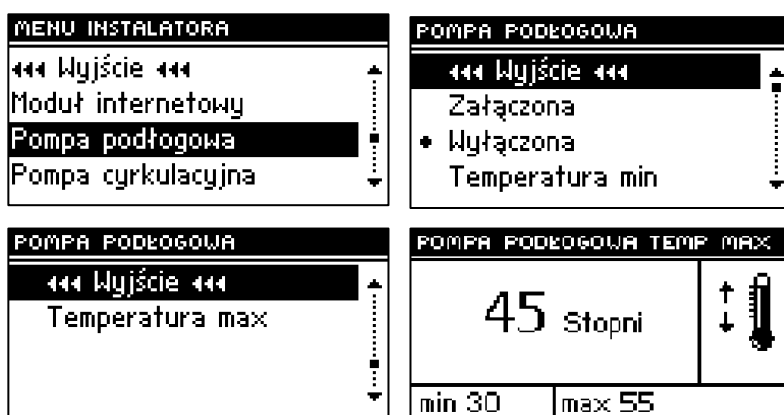 MENU INSTALATORA
Wyjście
Moduł internetowy
Pompa podłogowa
Pompa cyrkulacyjna
POMPA PODŁOGOWA
Wyjście
Załączona
Wyłączona
Temperatura min
POMPA PODŁOGOWA
Wyjście
Temperatura max
POMPA PODŁOGOWA TEMP MAX
45 Stopni
min 30 max 55